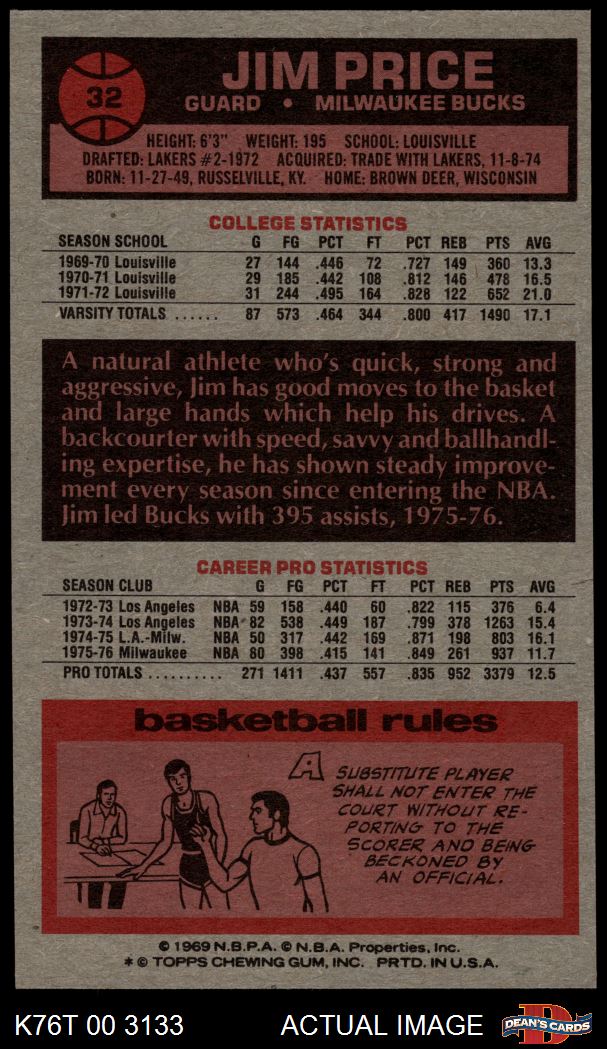 32
JIM PRICE
GUARD • MILWAUKEE BUCKS
HEIGHT: 6'3" WEIGHT: 195 SCHOOL: LOUISVILLE
DRAFTED: LAKERS #2-1972 ACQUIRED: TRADE WITH LAKERS, 11-8-74
BORN: 11-27-49, RUSSELVILLE, KY. HOME: BROWN DEER, WISCONSIN
COLLEGE STATISTICS
SEASON SCHOOL G FG PCT FT PCT REB PTS AVG
1969-70 Louisville 27 144 .446 72 .727 149 360 13.3
1970-71 Louisville 29 185 .442 108 .812 146 478 16.5
1971-72 Louisville 31 244 .495 164 .828 122 652 21.0
VARSITY TOTALS ...... 87 573 .464 344 .800 417 1490 17.1
A natural athlete who's quick, strong and
aggressive, Jim has good moves to the basket
and large hands which help his drives. A
backcourter with speed, savvy and ballhandl-
ing expertise, he has shown steady improve-
ment every season since entering the NBA.
Jim led Bucks with 395 assists, 1975-76.
CAREER PRO STATISTICS
SEASON CLUB G FG PCT FT PCT REB PTS AVG
1972-73 Los Angeles NBA 59 158 .440 60 .822 115 376 6.4
1973-74 Los Angeles NBA 82 538 .449 187 .799 378 1263 15.4
1974-75 L.A.-Milw. NBA 50 317 .442 169 .871 198 803 16.1
1975-76 Milwaukee NBA 80 398 .415 141 .849 261 937 11.7
PRO TOTALS .......... 271 1411 .437 557 .835 952 3379 12.5
basketball rules
A SUBSTITUTE PLAYER
SHALL NOT ENTER THE
COURT WITHOUT RE-
PORTING TO THE
SCORER AND BEING
BECKONED BY
AN OFFICIAL.
© 1969 N.B.P.A. © N.B.A. Properties, Inc.
* © TOPPS CHEWING GUM, INC. PRTD. IN U.S.A.
K76T 00 3133 ACTUAL IMAGE
D
DEAN'S CARDS